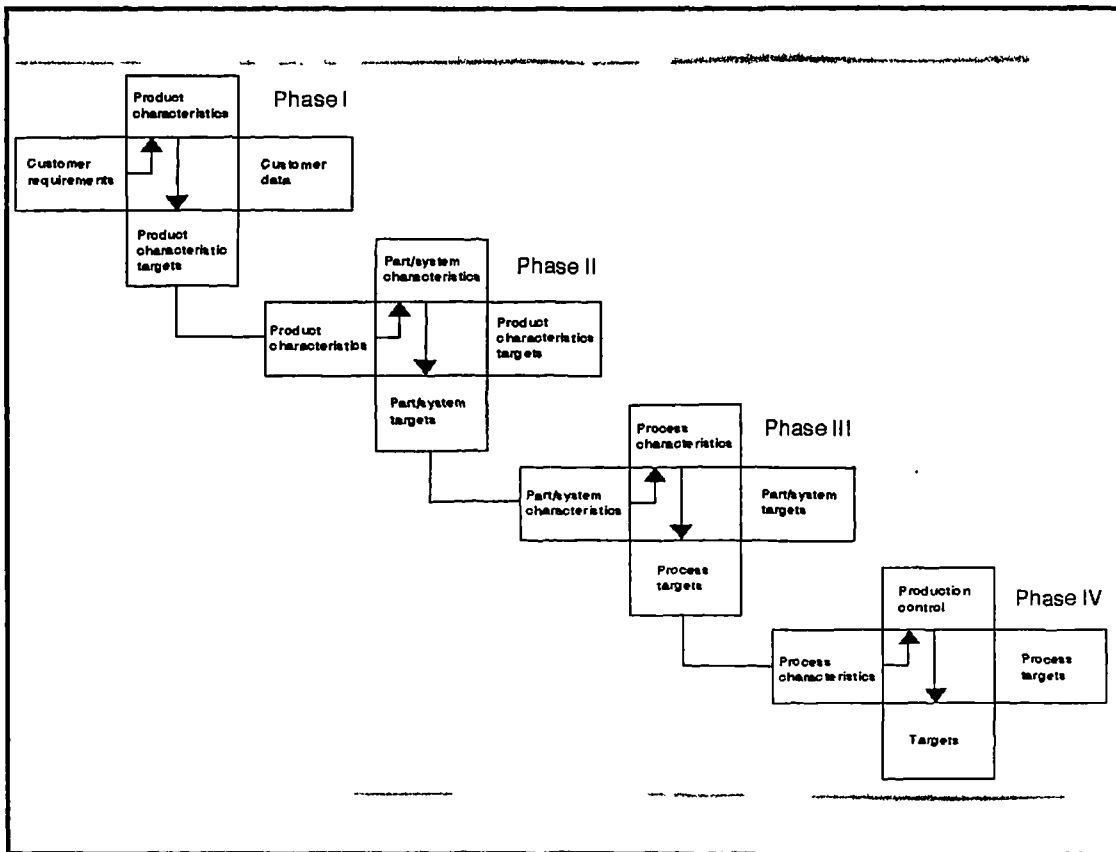 Product
characteristics
Phase I
Customer
requirements
Customer
data
Product
characteristic
targets
Part/system
characteristics
Phase II
Product
characteristics
Product
characteristics
targets
Part/system
targets
Process
characteristics
Phase III
Part/system
characteristics
Part/system
targets
Process
targets
Production
control
Phase IV
Process
characteristics
Process
targets
Targets